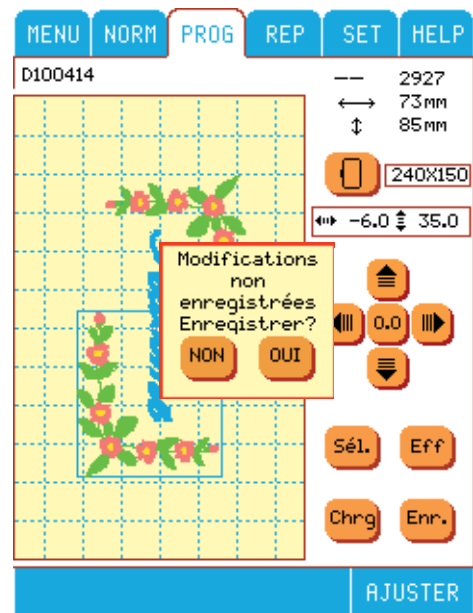 MENU NORM PROG REP SET HELP
D100414
-- 2927
73mm
85mm
240X150
-6.0 35.0
Modifications
non
enregistrées
Enregistrer?
NON OUI
0.0
Sél. Eff
Chrg Enr.
AJUSTER